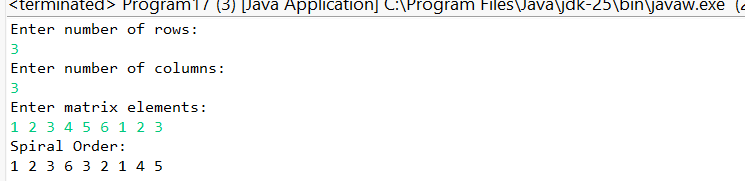 <terminated> Program17 (3) [Java Application] C:\Program Files\Java\jdk-25\bin\javaw.exe (2
Enter number of rows:
3
Enter number of columns:
3
Enter matrix elements:
1 2 3 4 5 6 1 2 3
Spiral Order:
1 2 3 6 3 2 1 4 5